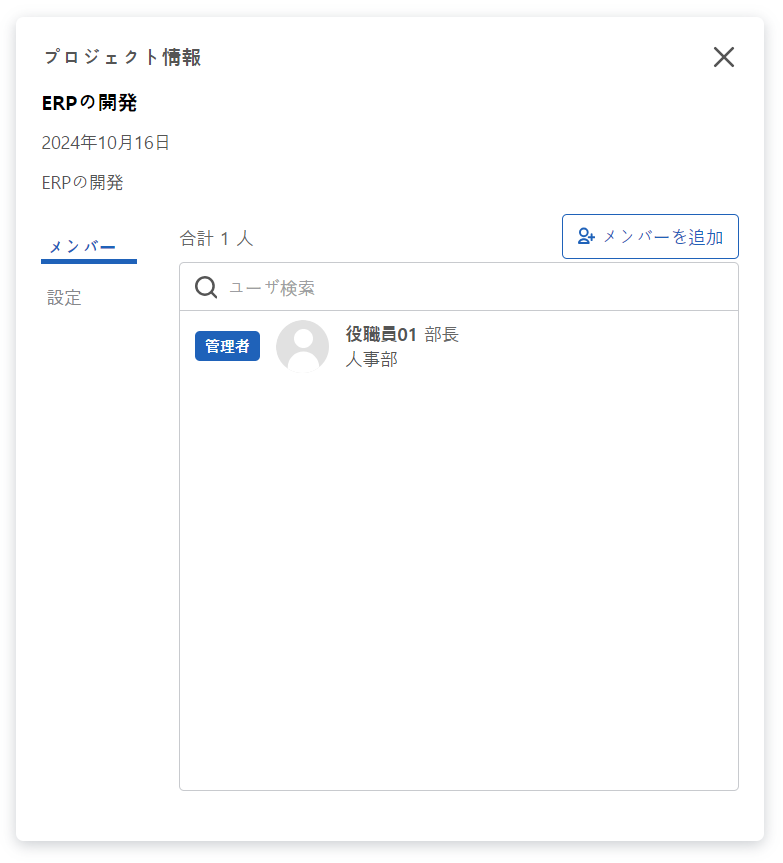 プロジェクト情報
ERPの開発
2024年10月16日
ERPの開発
メンバー
設定
合計 1 人
メンバーを追加
ユーザ検索
管理者
役職員01 部長
人事部